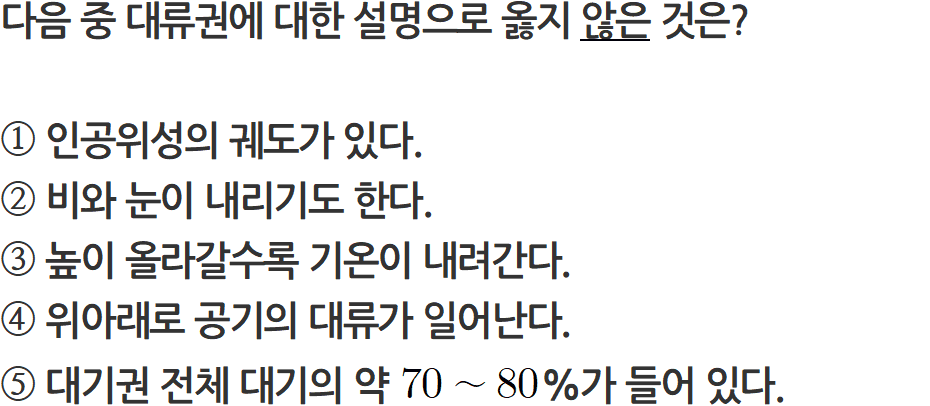 다음 중 대류권에 대한 설명으로 옳지 않은 것은?
① 인공위성의 궤도가 있다.
② 비와 눈이 내리기도 한다.
③ 높이 올라갈수록 기온이 내려간다.
④ 위아래로 공기의 대류가 일어난다.
⑤ 대기권 전체 대기의 약 70 ~ 80%가 들어 있다.